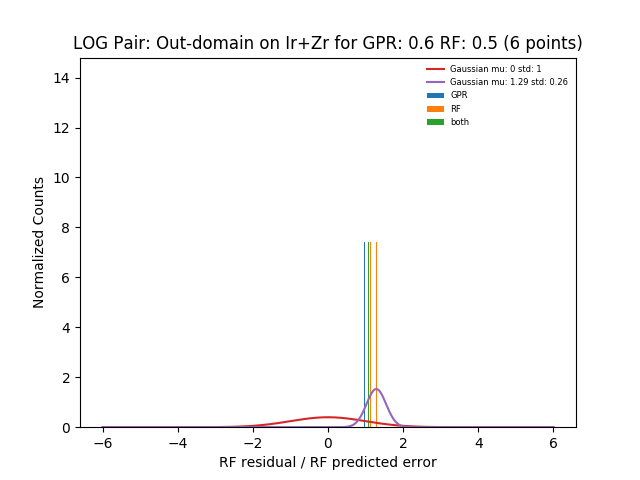 LOG Pair: Out-domain on Ir+Zr for GPR: 0.6 RF: 0.5 (6 points)
Gaussian mu: 0 std: 1
Gaussian mu: 1.29 std: 0.26
GPR
RF
both
Normalized Counts
14
12
10
8
6
4
2
0
−6
−4
−2
0
2
4
6
RF residual / RF predicted error